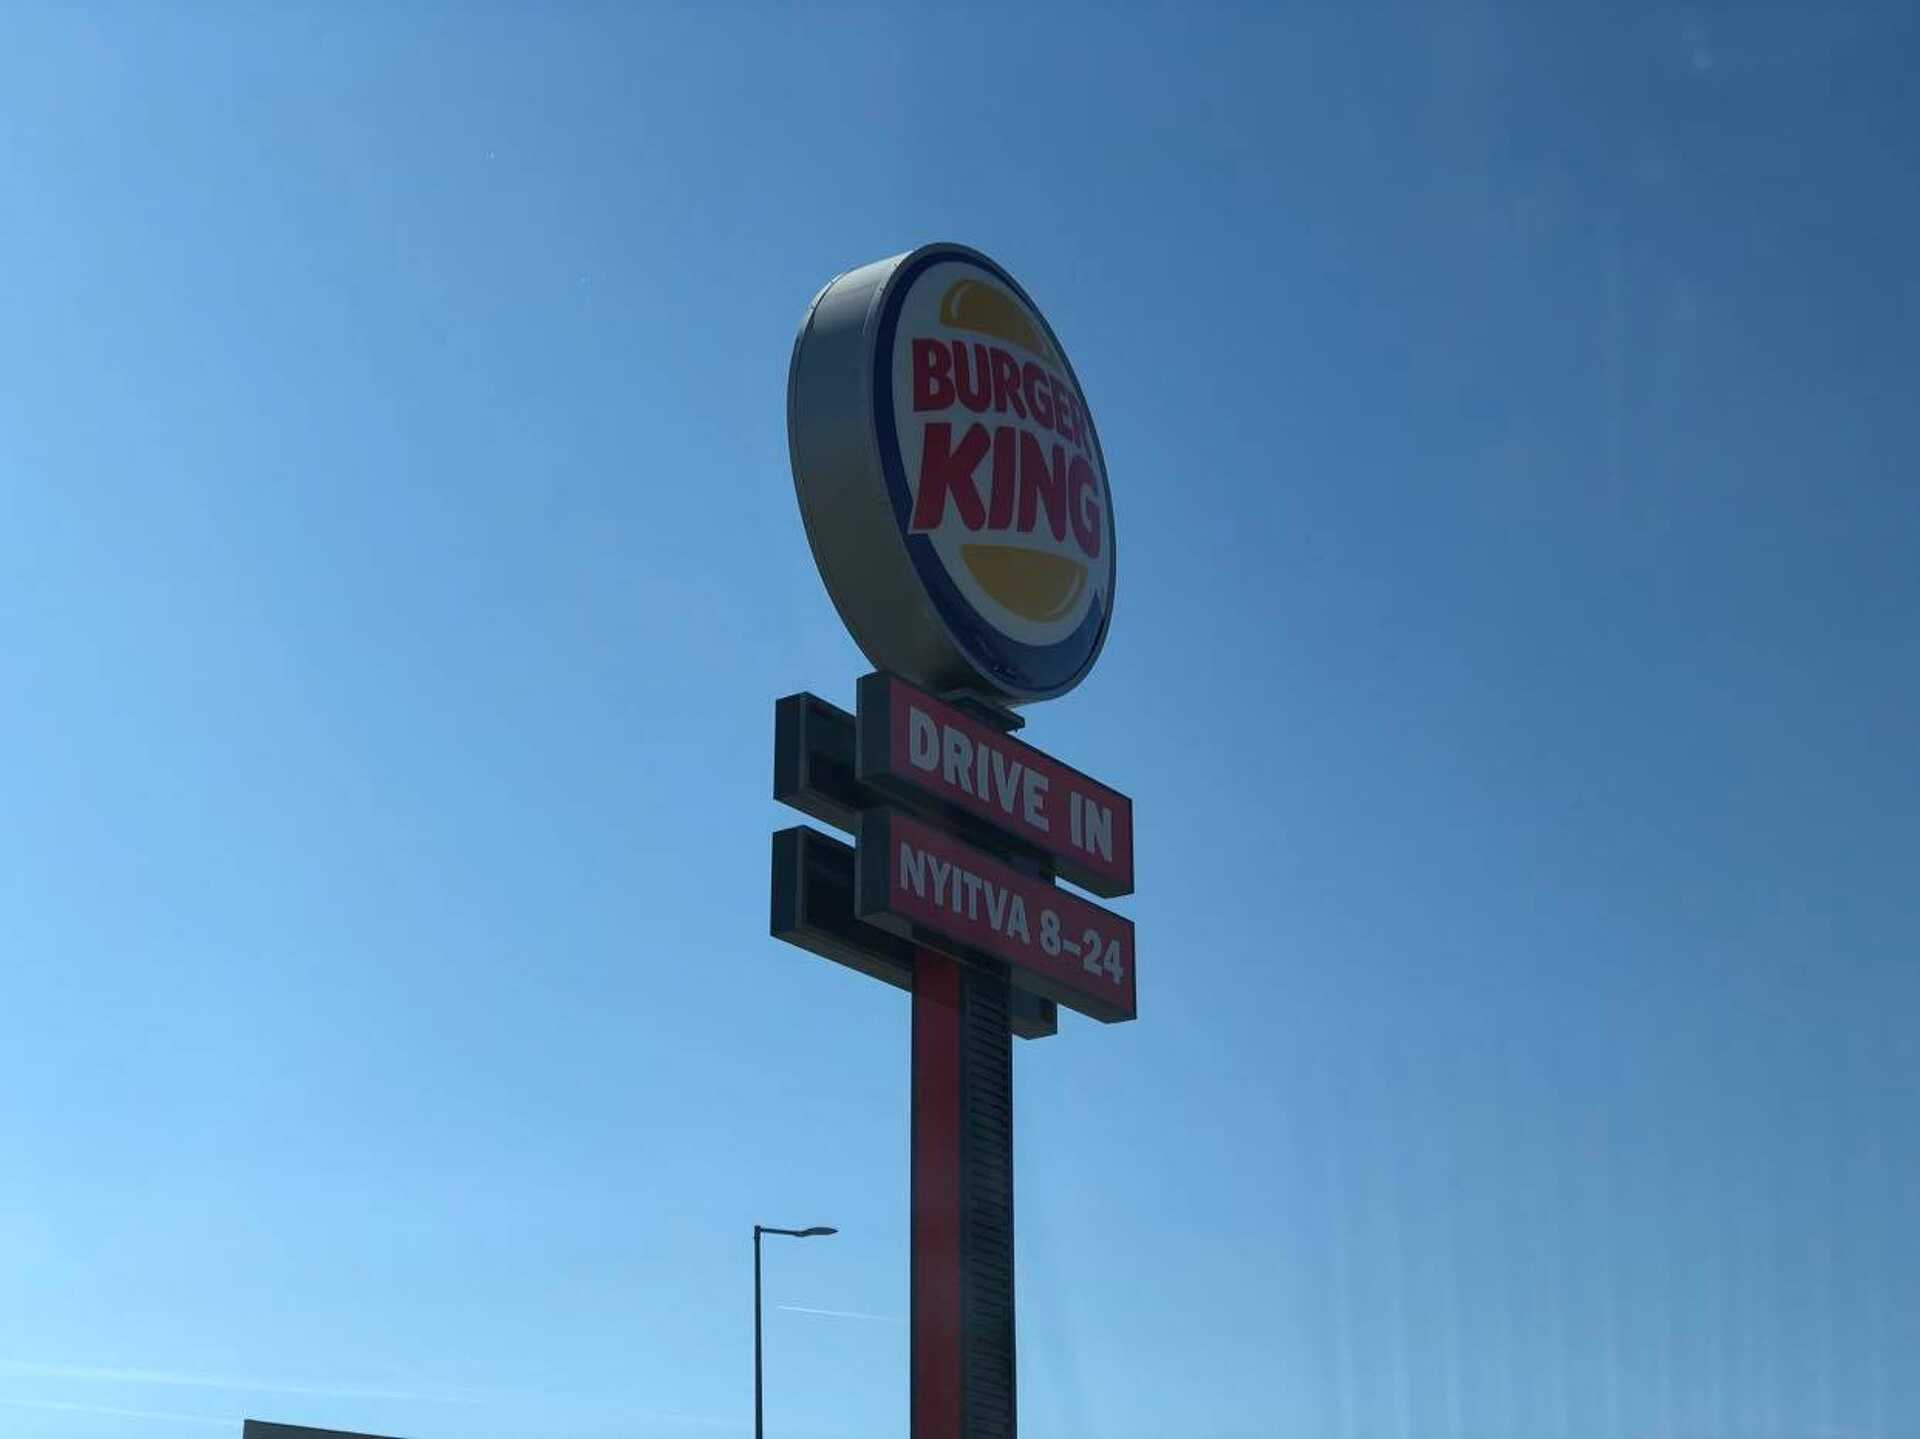 BURGER
KING
DRIVE IN
NYITVA 8-24